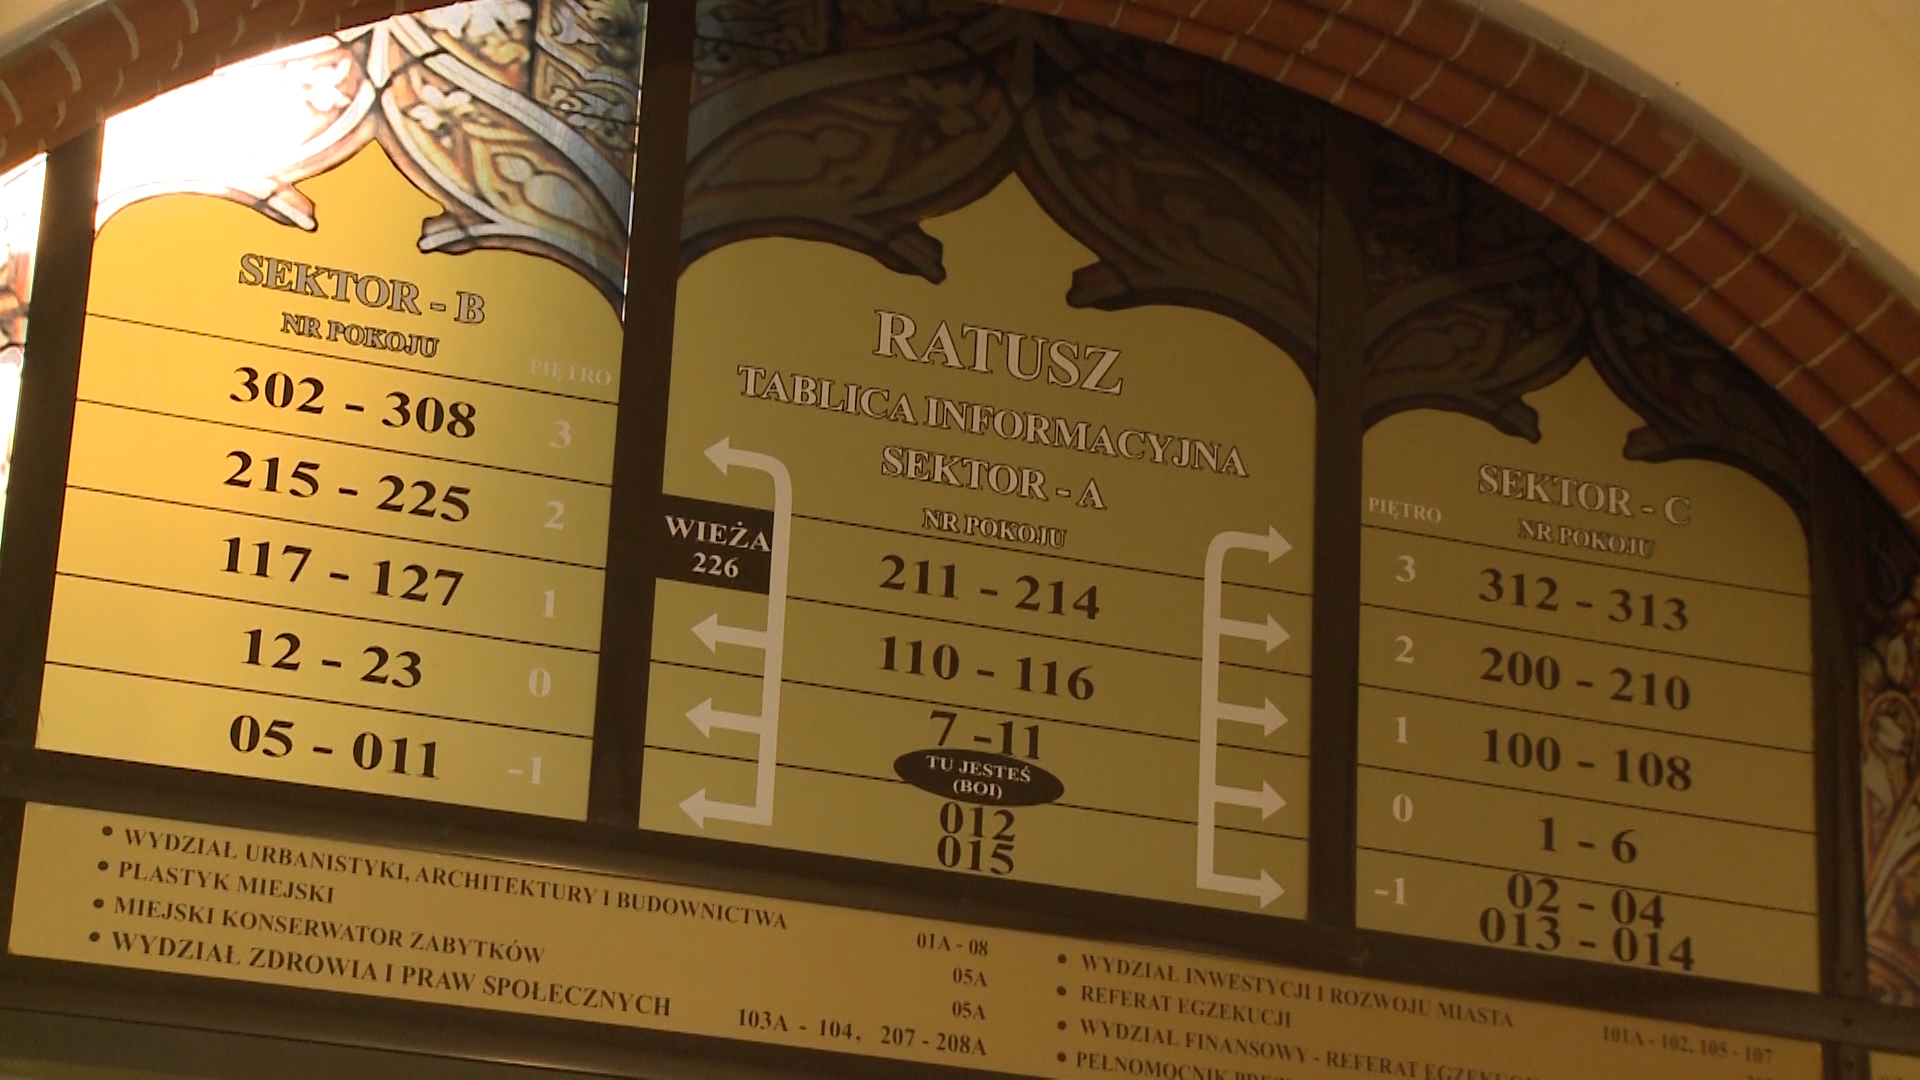 SEKTOR - B
NR POKOJU
PIĘTRO
302 - 308 3
215 - 225 2
117 - 127 1
12 - 23 0
05 - 011 -1
RATUSZ
TABLICA INFORMACYJNA
SEKTOR - A
NR POKOJU
WIEŻA
226
211 - 214
110 - 116
7 -11
TU JESTEŚ
(BOI)
012
015
SEKTOR - C
PIĘTRO NR POKOJU
3 312 - 313
2 200 - 210
1 100 - 108
0 1 - 6
-1 02 - 04
013 - 014
• WYDZIAŁ URBANISTYKI, ARCHITEKTURY I BUDOWNICTWA 01A - 08
• PLASTYK MIEJSKI 05A
• MIEJSKI KONSERWATOR ZABYTKÓW 05A
• WYDZIAŁ ZDROWIA I PRAW SPOŁECZNYCH 103A - 104, 207 - 208A
• WYDZIAŁ INWESTYCJI I ROZWOJU MIASTA 101A - 102, 105 - 107
• REFERAT EGZEKUCJI
• WYDZIAŁ FINANSOWY - REFERAT
• PEŁNOMOCNIK